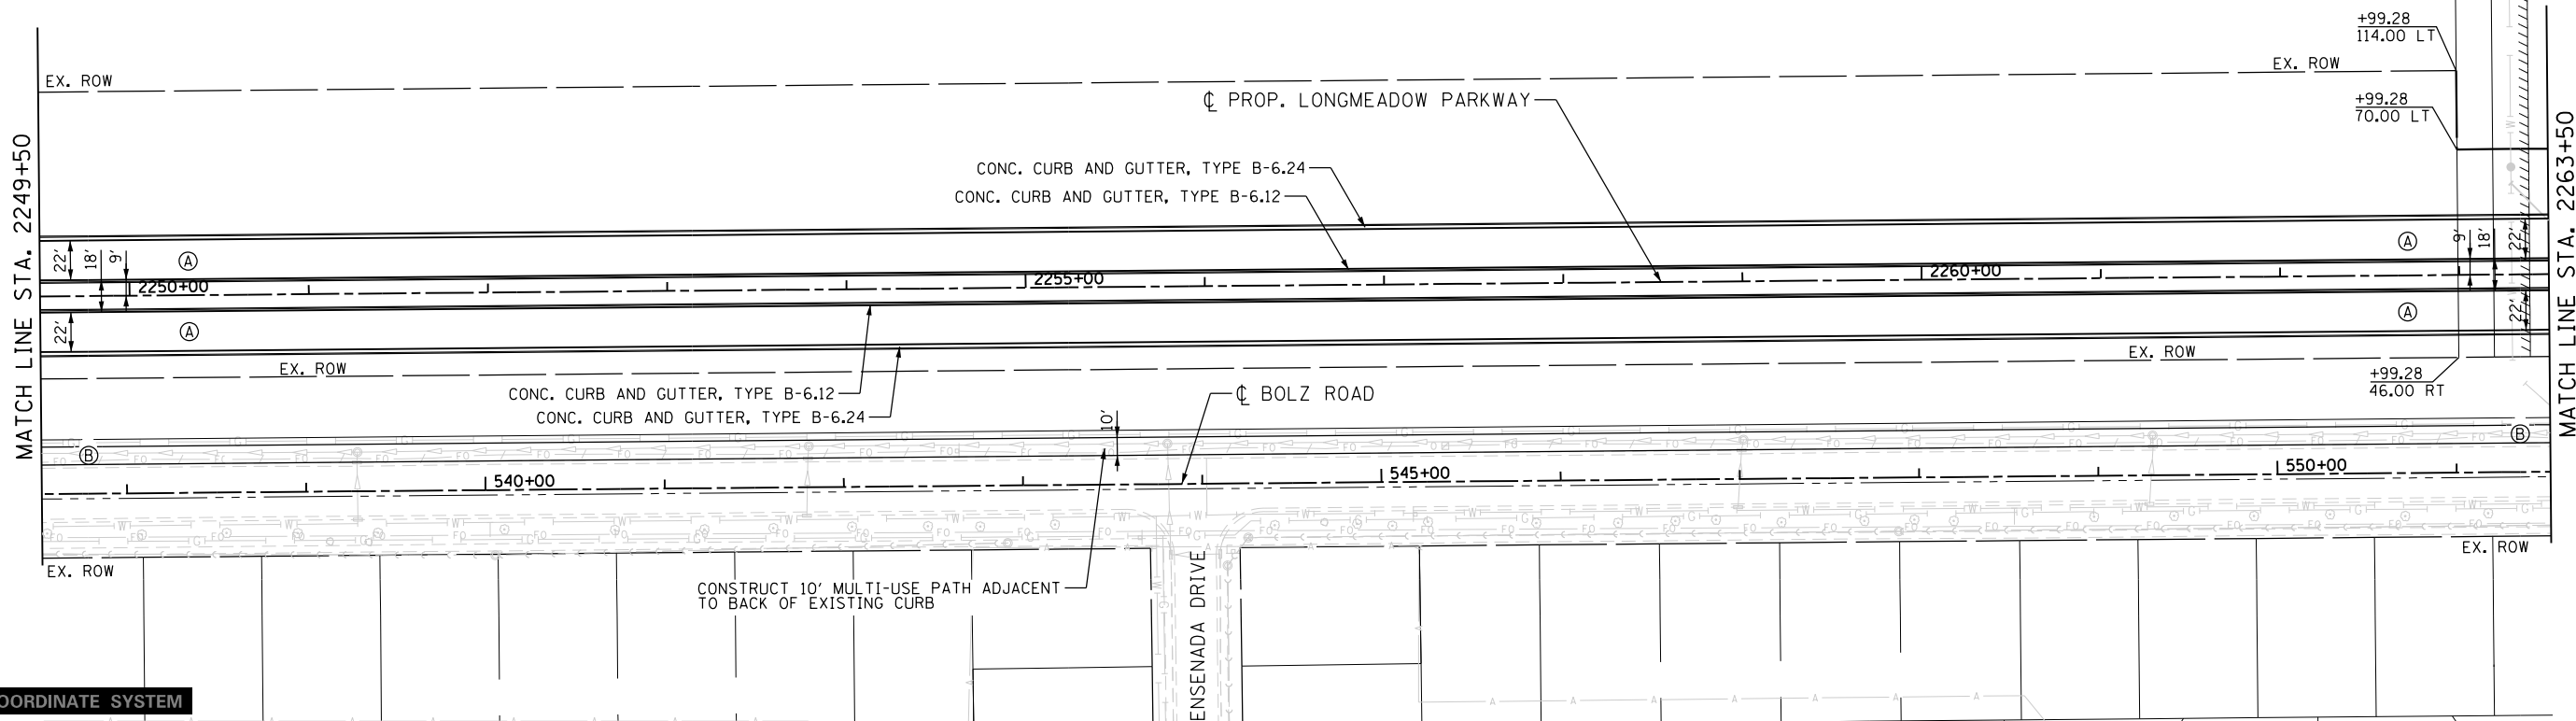 +99.28
114.00 LT
EX. ROW
EX. ROW
℄ PROP. LONGMEADOW PARKWAY
+99.28
70.00 LT
MATCH LINE STA. 2249+50
MATCH LINE STA. 2263+50
CONC. CURB AND GUTTER, TYPE B-6.24
CONC. CURB AND GUTTER, TYPE B-6.12
22'
18'
9'
A
A
9'
18'
22'
2250+00
2255+00
2260+00
22'
A
A
22'
EX. ROW
EX. ROW
+99.28
46.00 RT
CONC. CURB AND GUTTER, TYPE B-6.12
CONC. CURB AND GUTTER, TYPE B-6.24
℄ BOLZ ROAD
10'
B
B
540+00
545+00
550+00
EX. ROW
EX. ROW
CONSTRUCT 10' MULTI-USE PATH ADJACENT
TO BACK OF EXISTING CURB
ENSENADA DRIVE
OORDINATE SYSTEM